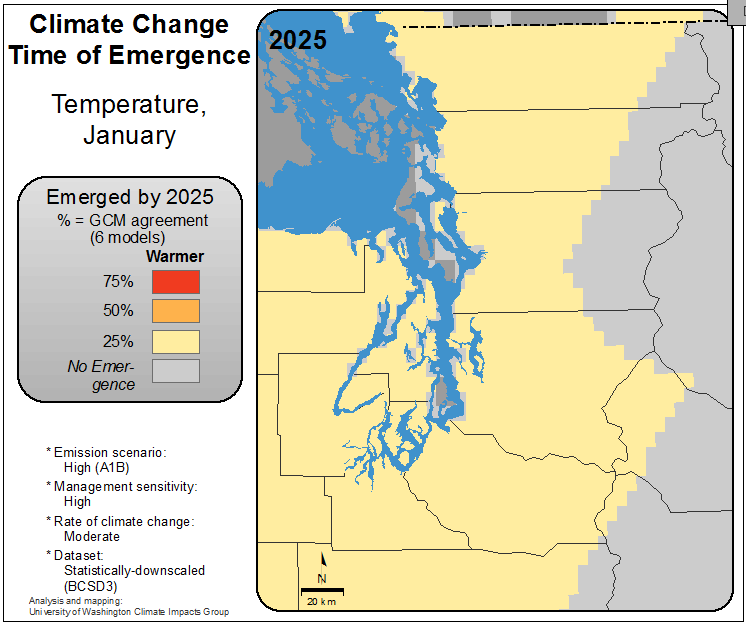 Climate Change
Time of Emergence
Temperature,
January
Emerged by 2025
% = GCM agreement
(6 models)
Warmer
75%
50%
25%
No Emer-
gence
* Emission scenario:
High (A1B)
* Management sensitivity:
High
* Rate of climate change:
Moderate
* Dataset:
Statistically-downscaled
(BCSD3)
Analysis and mapping:
University of Washington Climate Impacts Group
2025
N
20 km